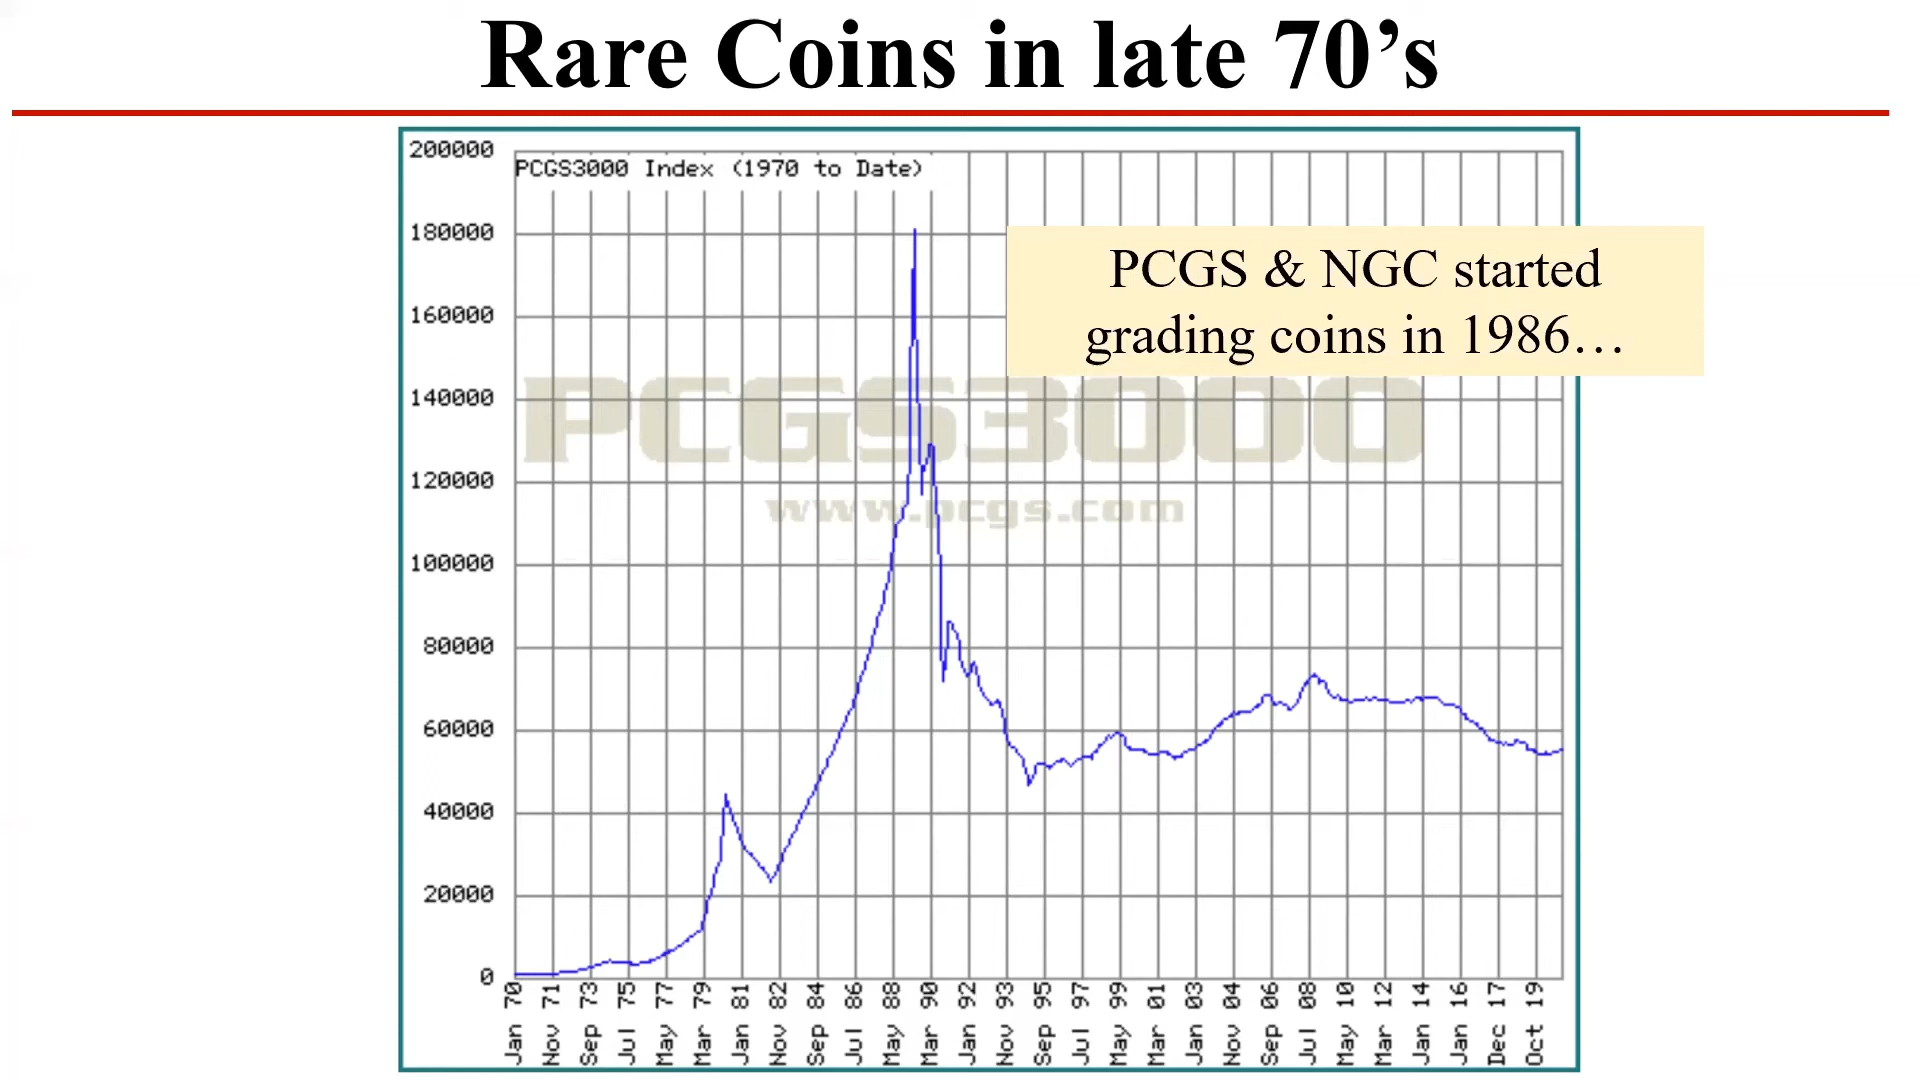 Rare Coins in late 70’s
PCGS3000 Index (1970 to Date)
PCGS & NGC started
grading coins in 1986…
PCGS3000
www.pcgs.com
200000
180000
160000
140000
120000
100000
80000
60000
40000
20000
0
Jan 70
Nov 71
Sep 73
Jul 75
May 77
Mar 79
Jan 81
Nov 82
Sep 84
Jul 86
May 88
Mar 90
Jan 92
Nov 93
Sep 95
Jul 97
May 99
Mar 01
Jan 03
Nov 04
Sep 06
Jul 08
May 10
Mar 12
Jan 14
Jan 16
Dec 17
Oct 19